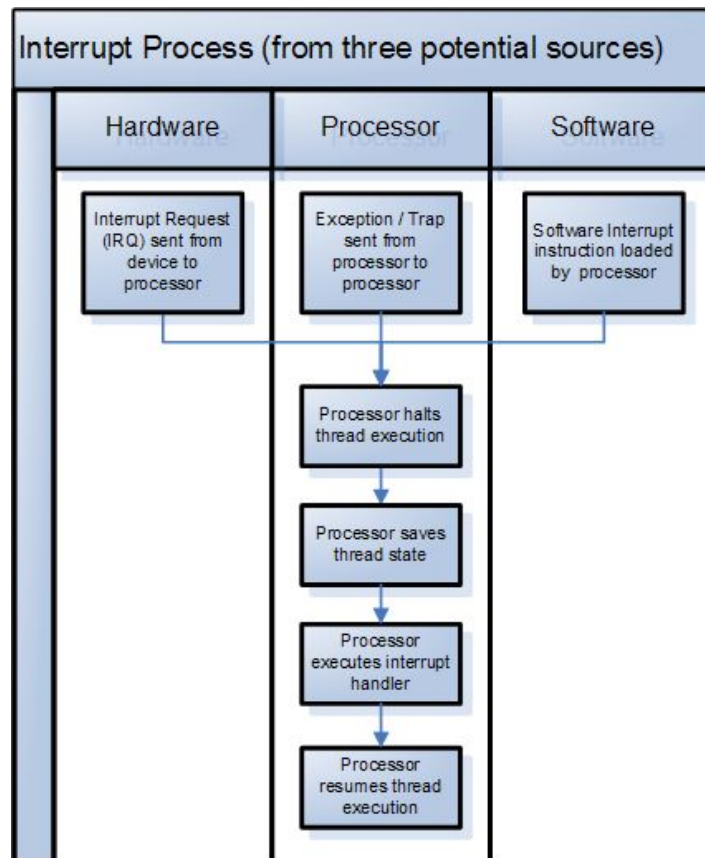 Interrupt Process (from three potential sources)
Hardware
Processor
Software
Interrupt Request
(IRQ) sent from
device to
processor
Exception / Trap
sent from
processor to
processor
Software Interrupt
instruction loaded
by processor
Processor halts
thread execution
Processor saves
thread state
Processor
executes interrupt
handler
Processor
resumes thread
execution